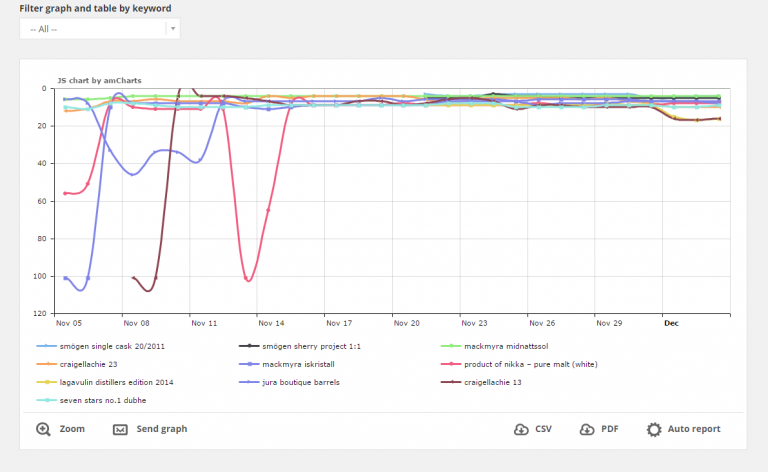 Filter graph and table by keyword
-- All --
JS chart by amCharts
0
20
40
60
80
100
120
Nov 05 Nov 08 Nov 11 Nov 14 Nov 17 Nov 20 Nov 23 Nov 26 Nov 29 Dec
smögen single cask 20/2011 smögen sherry project 1:1 mackmyra midnattssol
craigellachie 23 mackmyra iskristall product of nikka – pure malt (white)
lagavulin distillers edition 2014 jura boutique barrels craigellachie 13
seven stars no.1 dubhe
Zoom Send graph CSV PDF Auto report